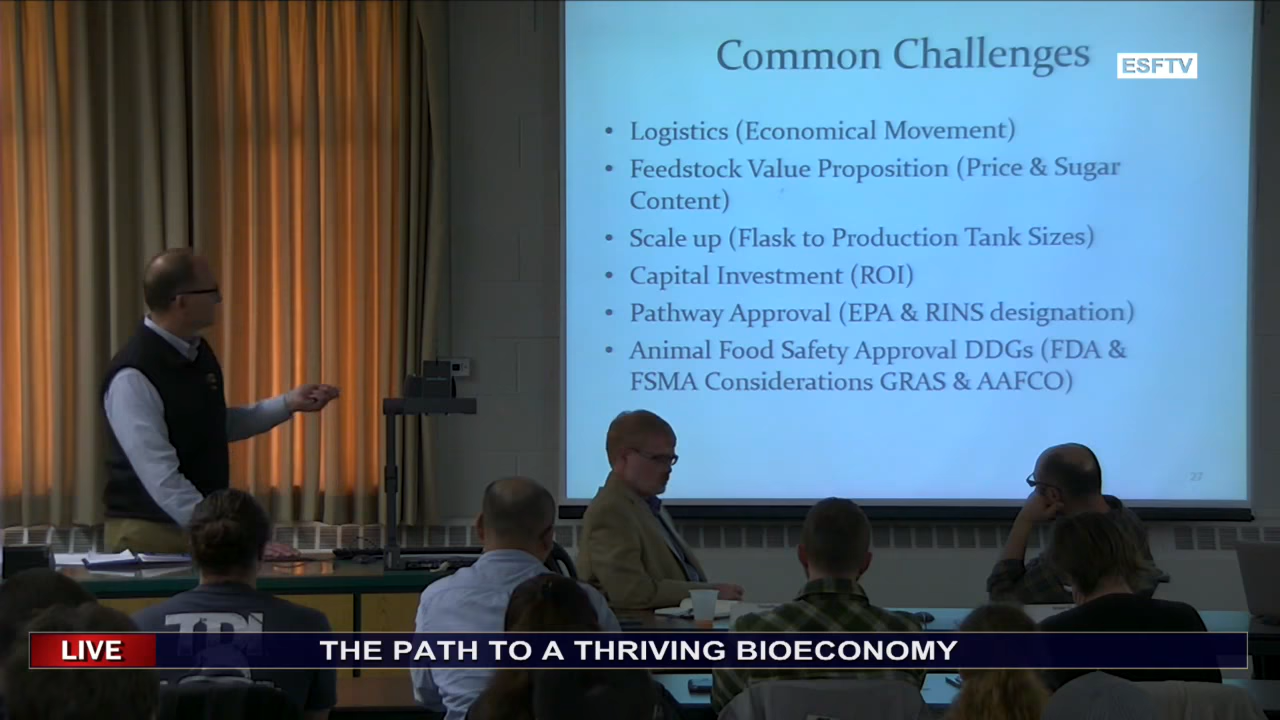 Common Challenges
ESFTV
• Logistics (Economical Movement)
• Feedstock Value Proposition (Price & Sugar
Content)
• Scale up (Flask to Production Tank Sizes)
• Capital Investment (ROI)
• Pathway Approval (EPA & RINS designation)
• Animal Food Safety Approval DDGs (FDA &
FSMA Considerations GRAS & AAFCO)
27
LIVE
THE PATH TO A THRIVING BIOECONOMY